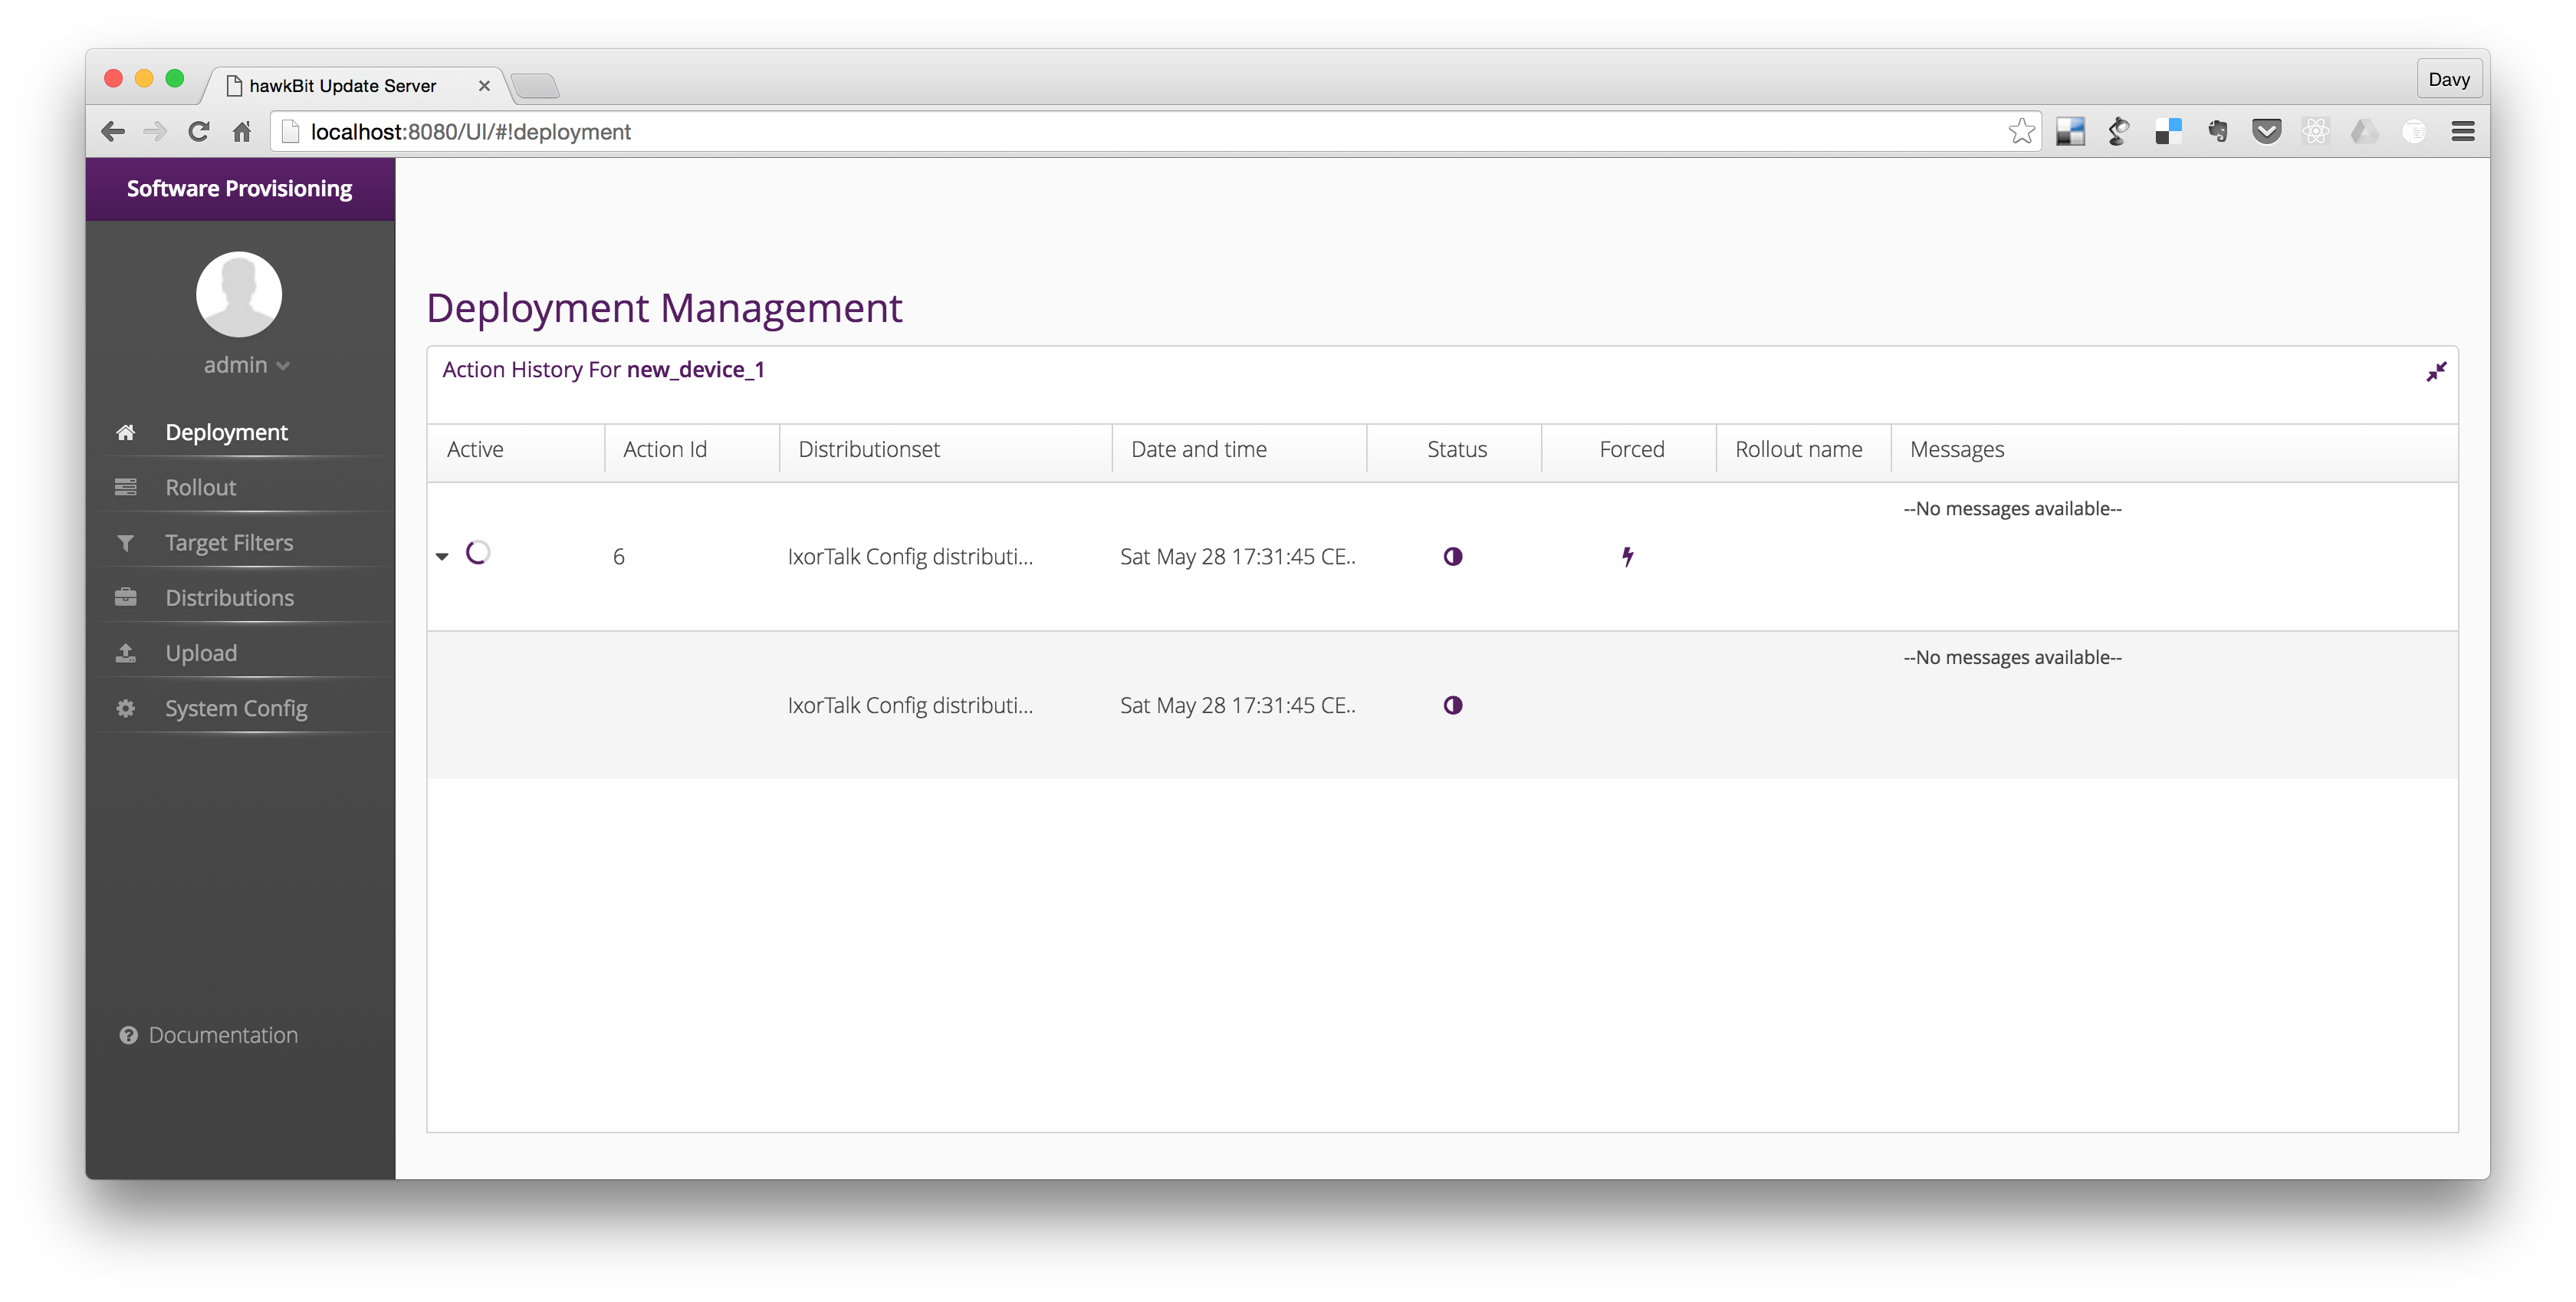 hawkBit Update Server
Davy
localhost:8080/UI/#!deployment
Software Provisioning
admin
Deployment
Rollout
Target Filters
Distributions
Upload
System Config
Documentation
Deployment Management
Action History For new_device_1
Active Action Id Distributionset Date and time Status Forced Rollout name Messages
--No messages available--
6 IxorTalk Config distributi... Sat May 28 17:31:45 CE..
--No messages available--
IxorTalk Config distributi... Sat May 28 17:31:45 CE..